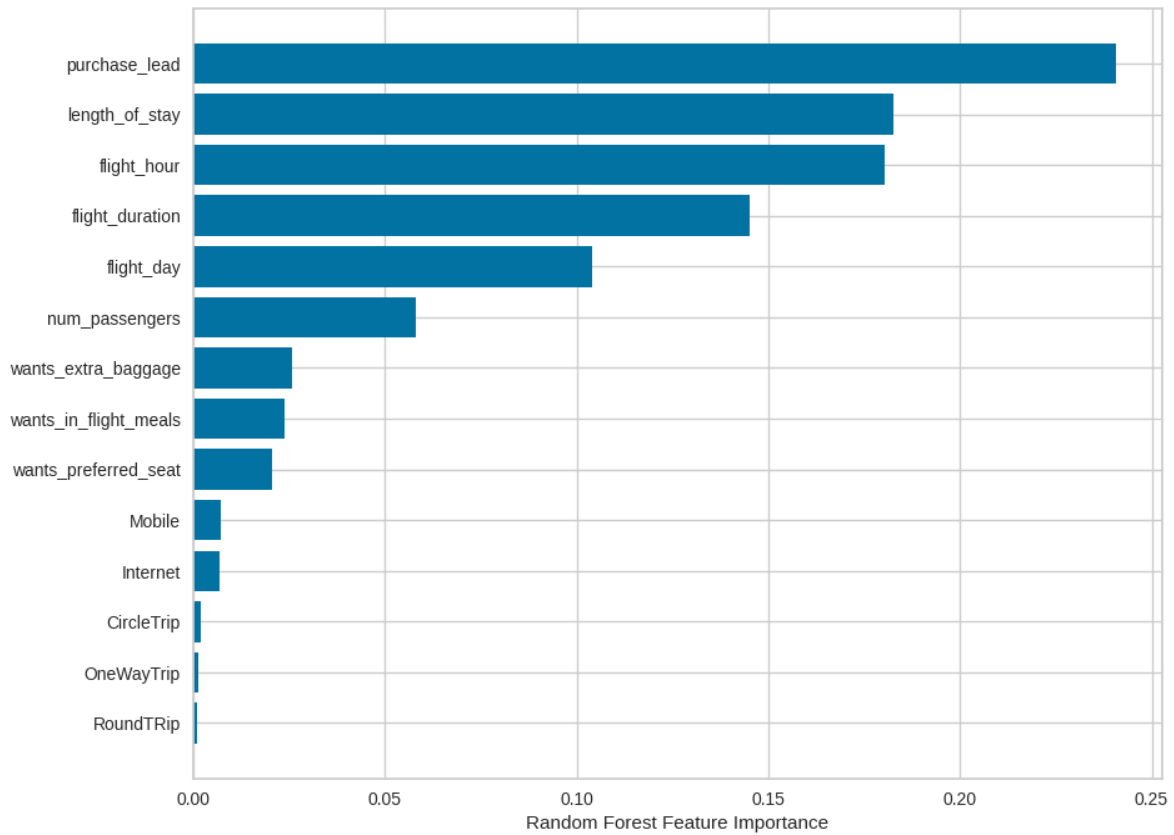 purchase_lead
length_of_stay
flight_hour
flight_duration
flight_day
num_passengers
wants_extra_baggage
wants_in_flight_meals
wants_preferred_seat
Mobile
Internet
CircleTrip
OneWayTrip
RoundTRip
0.00 0.05 0.10 0.15 0.20 0.25
Random Forest Feature Importance